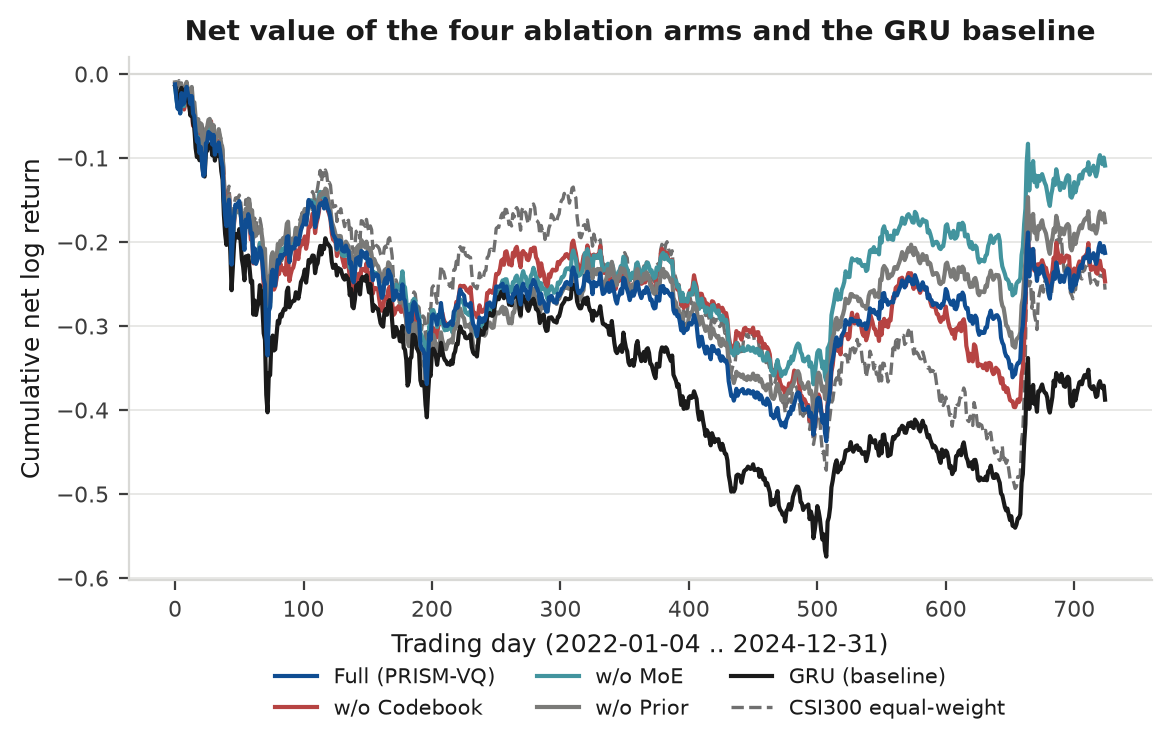 Net value of the four ablation arms and the GRU baseline
Cumulative net log return
0.0
−0.1
−0.2
−0.3
−0.4
−0.5
−0.6
0 100 200 300 400 500 600 700
Trading day (2022-01-04 .. 2024-12-31)
Full (PRISM-VQ) w/o MoE GRU (baseline)
w/o Codebook w/o Prior CSI300 equal-weight